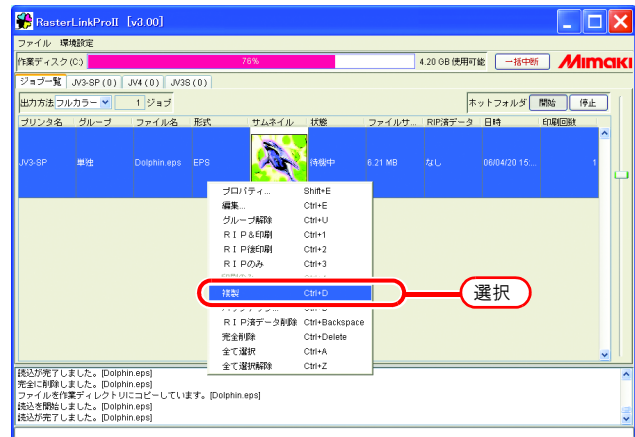 RasterLinkProII [v3.00]
ファイル 環境設定
作業ディスク(C:) 76% 4.20 GB 使用可能 一括中断 Mimaki
ジョブ一覧 JV3-SP ( 0 ) JV4 ( 0 ) JV3S ( 0 )
出力方法 フルカラー 1 ジョブ ホットフォルダ 開始 停止
プリンタ名 グループ ファイル名 形式 サムネイル 状態 ファイルサ... RIP済データ 日時 印刷回数
JV3-SP 単独 Dolphin.eps EPS 待機中 6.21 MB なし 06/04/20 15:... 1
プロパティ... Shift+E
編集... Ctrl+E
グループ解除 Ctrl+U
ＲＩＰ＆印刷 Ctrl+1
ＲＩＰ後印刷 Ctrl+2
ＲＩＰのみ Ctrl+3
複製 Ctrl+D
選択
ＲＩＰ済データ削除 Ctrl+Backspace
完全削除 Ctrl+Delete
全て選択 Ctrl+A
全て選択解除 Ctrl+Z
読込が完了しました。[Dolphin.eps]
完全に削除しました。[Dolphin.eps]
ファイルを作業ディレクトリにコピーしています。[Dolphin.eps]
読込を開始しました。[Dolphin.eps]
読込が完了しました。[Dolphin.eps]